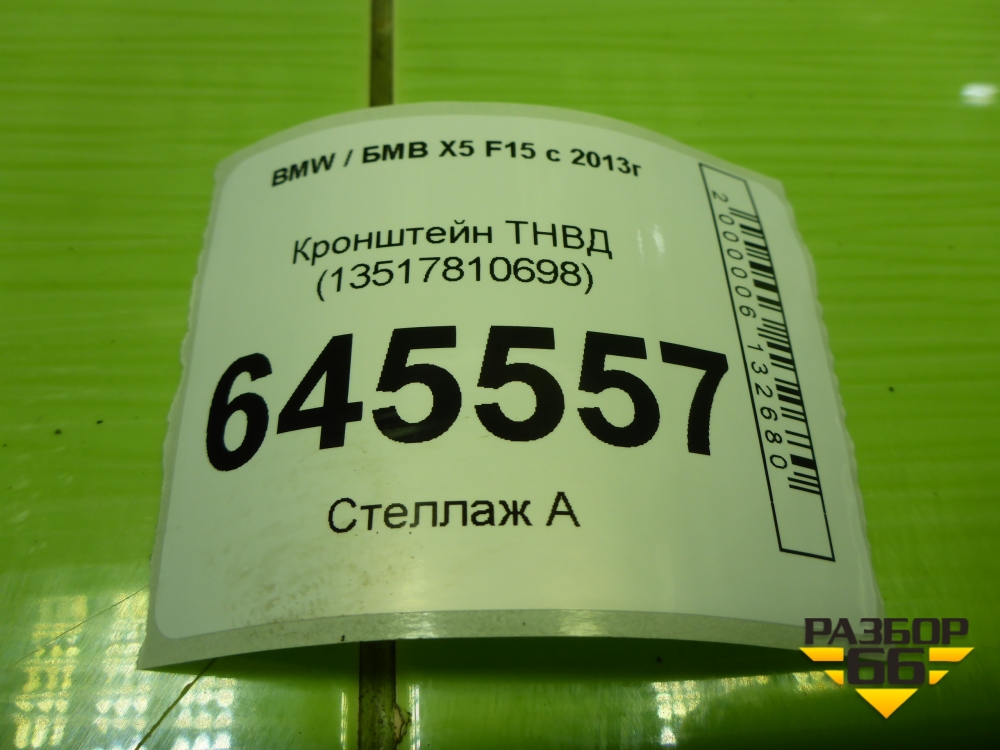 BMW / БМВ X5 F15 с 2013г
Кронштейн ТНВД
(13517810698)
645557
Стеллаж А
2000006132680
РАЗБОР
66